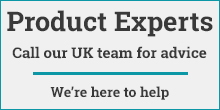 Product Experts
Call our UK team for advice
We're here to help